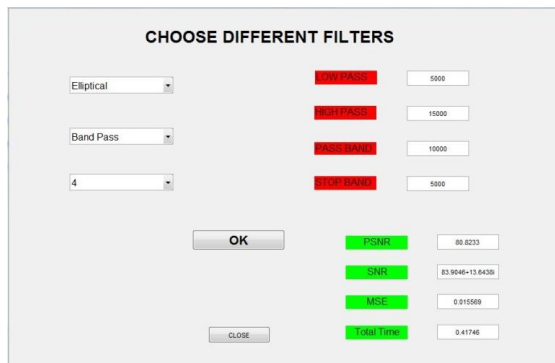 CHOOSE DIFFERENT FILTERS
Elliptical
LOW PASS 5000
HIGH PASS 15000
Band Pass
PASS BAND 10000
4
STOP BAND 5000
OK
PSNR 80.8233
SNR 83.9046+13.6438i
MSE 0.015569
CLOSE
Total Time 0.41746